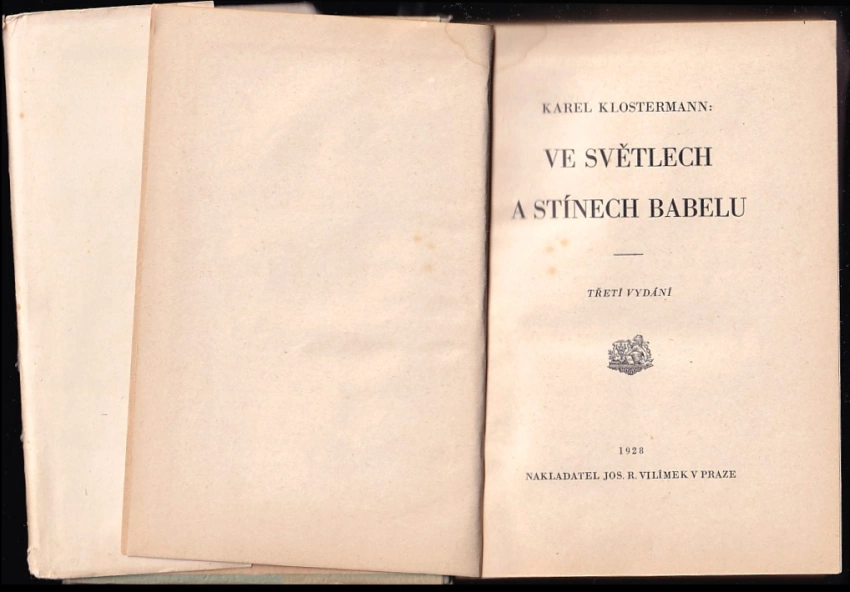 KAREL KLOSTERMANN:
VE SVĚTLECH
A STÍNECH BABELU
TŘETÍ VYDÁNÍ
1928
NAKLADATEL JOS. R. VILÍMEK V PRAZE